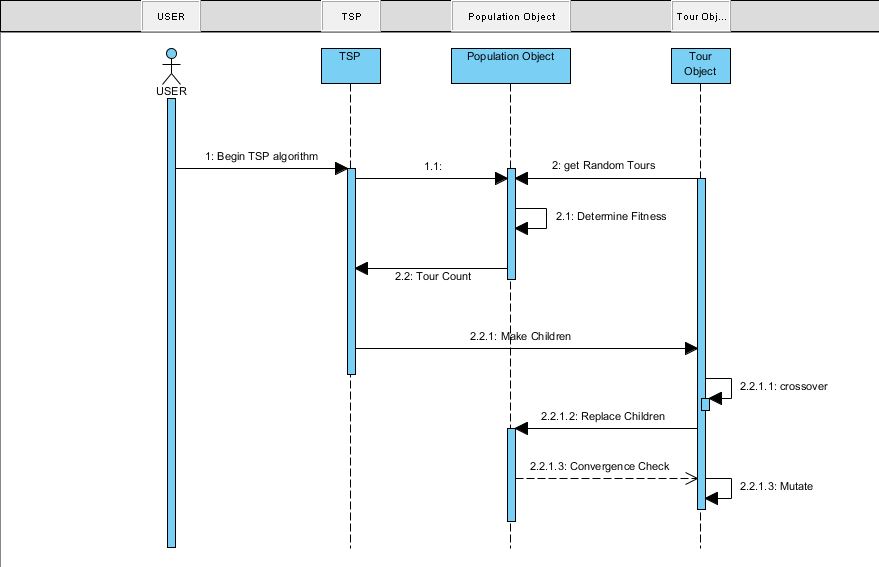 USER
TSP
Population Object
Tour Obj...
TSP
Population Object
Tour
Object
USER
1: Begin TSP algorithm
1.1:
2: get Random Tours
2.1: Determine Fitness
2.2: Tour Count
2.2.1: Make Children
2.2.1.1: crossover
2.2.1.2: Replace Children
2.2.1.3: Convergence Check
2.2.1.3: Mutate